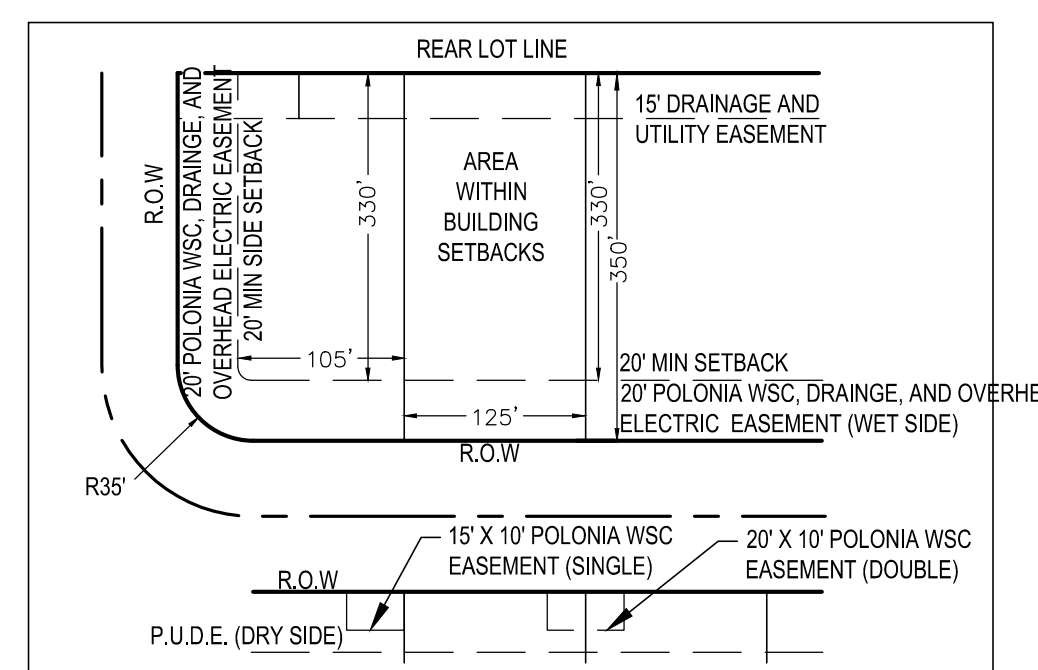 REAR LOT LINE
R.O.W
20' POLONIA WSC, DRAINGE, AND
OVERHEAD ELECTRIC EASEMENT
20' MIN SIDE SETBACK
330'
AREA
WITHIN
BUILDING
SETBACKS
330'
350'
15' DRAINAGE AND
UTILITY EASEMENT
105'
125'
20' MIN SETBACK
20' POLONIA WSC, DRAINGE, AND OVERHE
ELECTRIC EASEMENT (WET SIDE)
R.O.W
R35'
15' X 10' POLONIA WSC
EASEMENT (SINGLE)
20' X 10' POLONIA WSC
EASEMENT (DOUBLE)
R.O.W
P.U.D.E. (DRY SIDE)